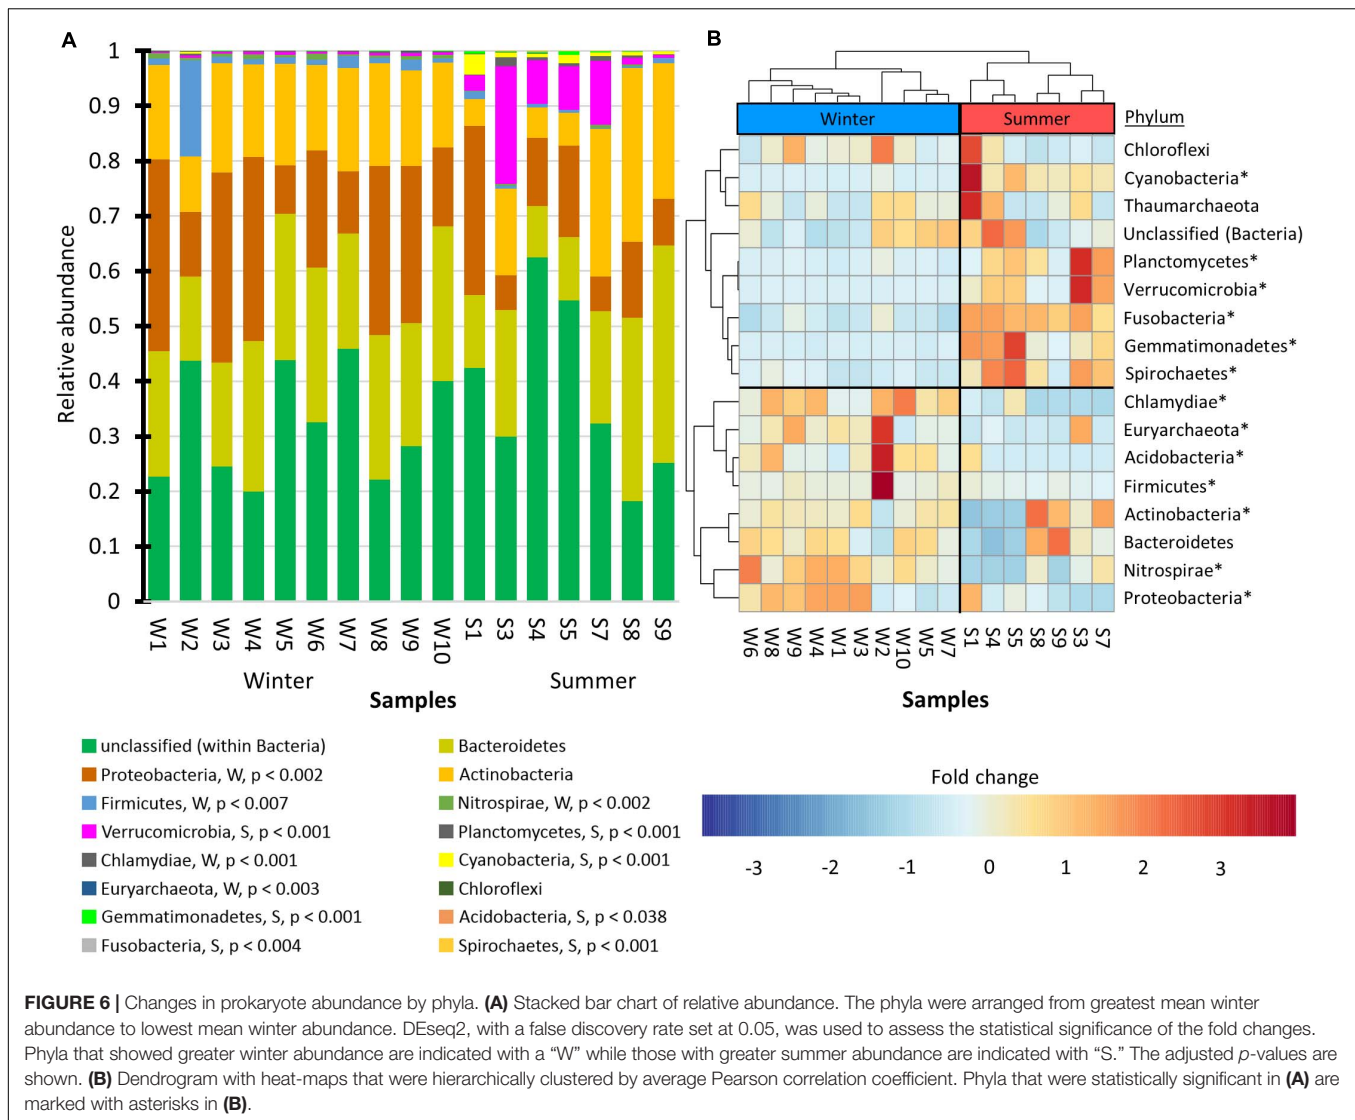 A
1
0.9
0.8
0.7
0.6
0.5
0.4
0.3
0.2
0.1
0
Relative abundance
W1 W2 W3 W4 W5 W6 W7 W8 W9 W10 S1 S3 S4 S5 S7 S8 S9
Winter Summer
Samples
B
Winter Summer Phylum
Chloroflexi
Cyanobacteria*
Thaumarchaeota
Unclassified (Bacteria)
Planctomycetes*
Verrucomicrobia*
Fusobacteria*
Gemmatimonadetes*
Spirochaetes*
Chlamydiae*
Euryarchaeota*
Acidobacteria*
Firmicutes*
Actinobacteria*
Bacteroidetes
Nitrospirae*
Proteobacteria*
W6 W8 W9 W4 W1 W3 W2 W10 W5 W7 S1 S4 S5 S8 S9 S3 S7
Samples
unclassified (within Bacteria) Bacteroidetes
Proteobacteria, W, p < 0.002 Actinobacteria
Firmicutes, W, p < 0.007 Nitrospirae, W, p < 0.002
Verrucomicrobia, S, p < 0.001 Planctomycetes, S, p < 0.001
Chlamydiae, W, p < 0.001 Cyanobacteria, S, p < 0.001
Euryarchaeota, W, p < 0.003 Chloroflexi
Gemmatimonadetes, S, p < 0.001 Acidobacteria, S, p < 0.038
Fusobacteria, S, p < 0.004 Spirochaetes, S, p < 0.001
Fold change
-3 -2 -1 0 1 2 3
FIGURE 6 | Changes in prokaryote abundance by phyla. (A) Stacked bar chart of relative abundance. The phyla were arranged from greatest mean winter
abundance to lowest mean winter abundance. DEseq2, with a false discovery rate set at 0.05, was used to assess the statistical significance of the fold changes.
Phyla that showed greater winter abundance are indicated with a “W” while those with greater summer abundance are indicated with “S.” The adjusted p-values are
shown. (B) Dendrogram with heat-maps that were hierarchically clustered by average Pearson correlation coefficient. Phyla that were statistically significant in (A) are
marked with asterisks in (B).